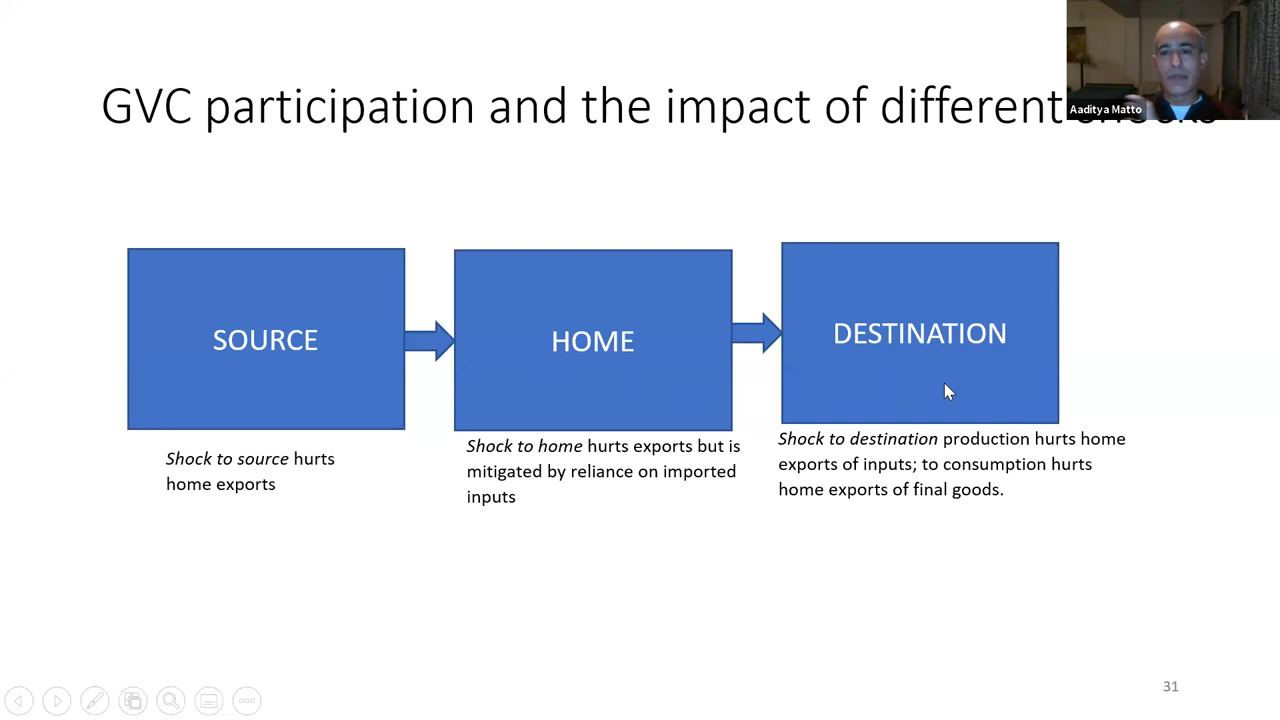 GVC participation and the impact of different
Aaditya Matto
SOURCE
HOME
DESTINATION
Shock to source hurts
home exports
Shock to home hurts exports but is
mitigated by reliance on imported
inputs
Shock to destination production hurts home
exports of inputs; to consumption hurts
home exports of final goods.
31